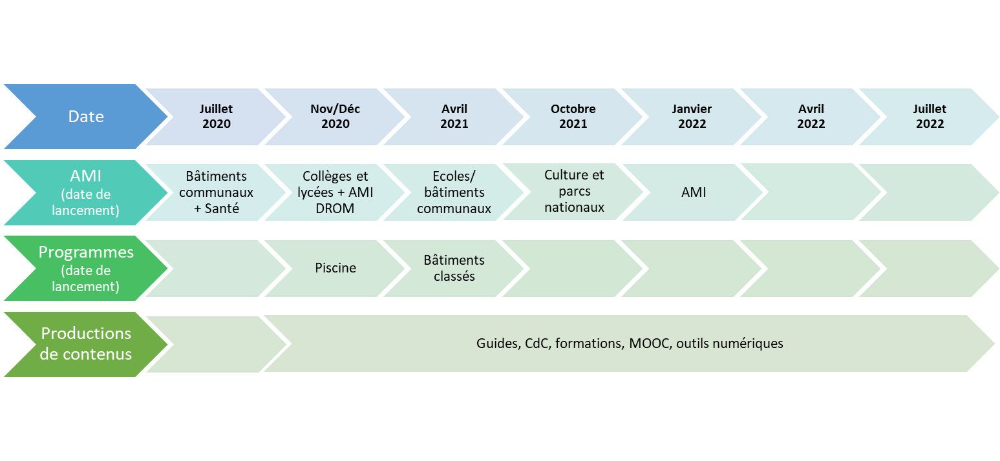 Date
Juillet
2020
Nov/Déc
2020
Avril
2021
Octobre
2021
Janvier
2022
Avril
2022
Juillet
2022
AMI
(date de
lancement)
Bâtiments
communaux
+ Santé
Collèges et
lycées + AMI
DROM
Ecoles/
bâtiments
communaux
Culture et
parcs
nationaux
AMI
Programmes
(date de
lancement)
Piscine
Bâtiments
classés
Productions
de contenus
Guides, CdC, formations, MOOC, outils numériques